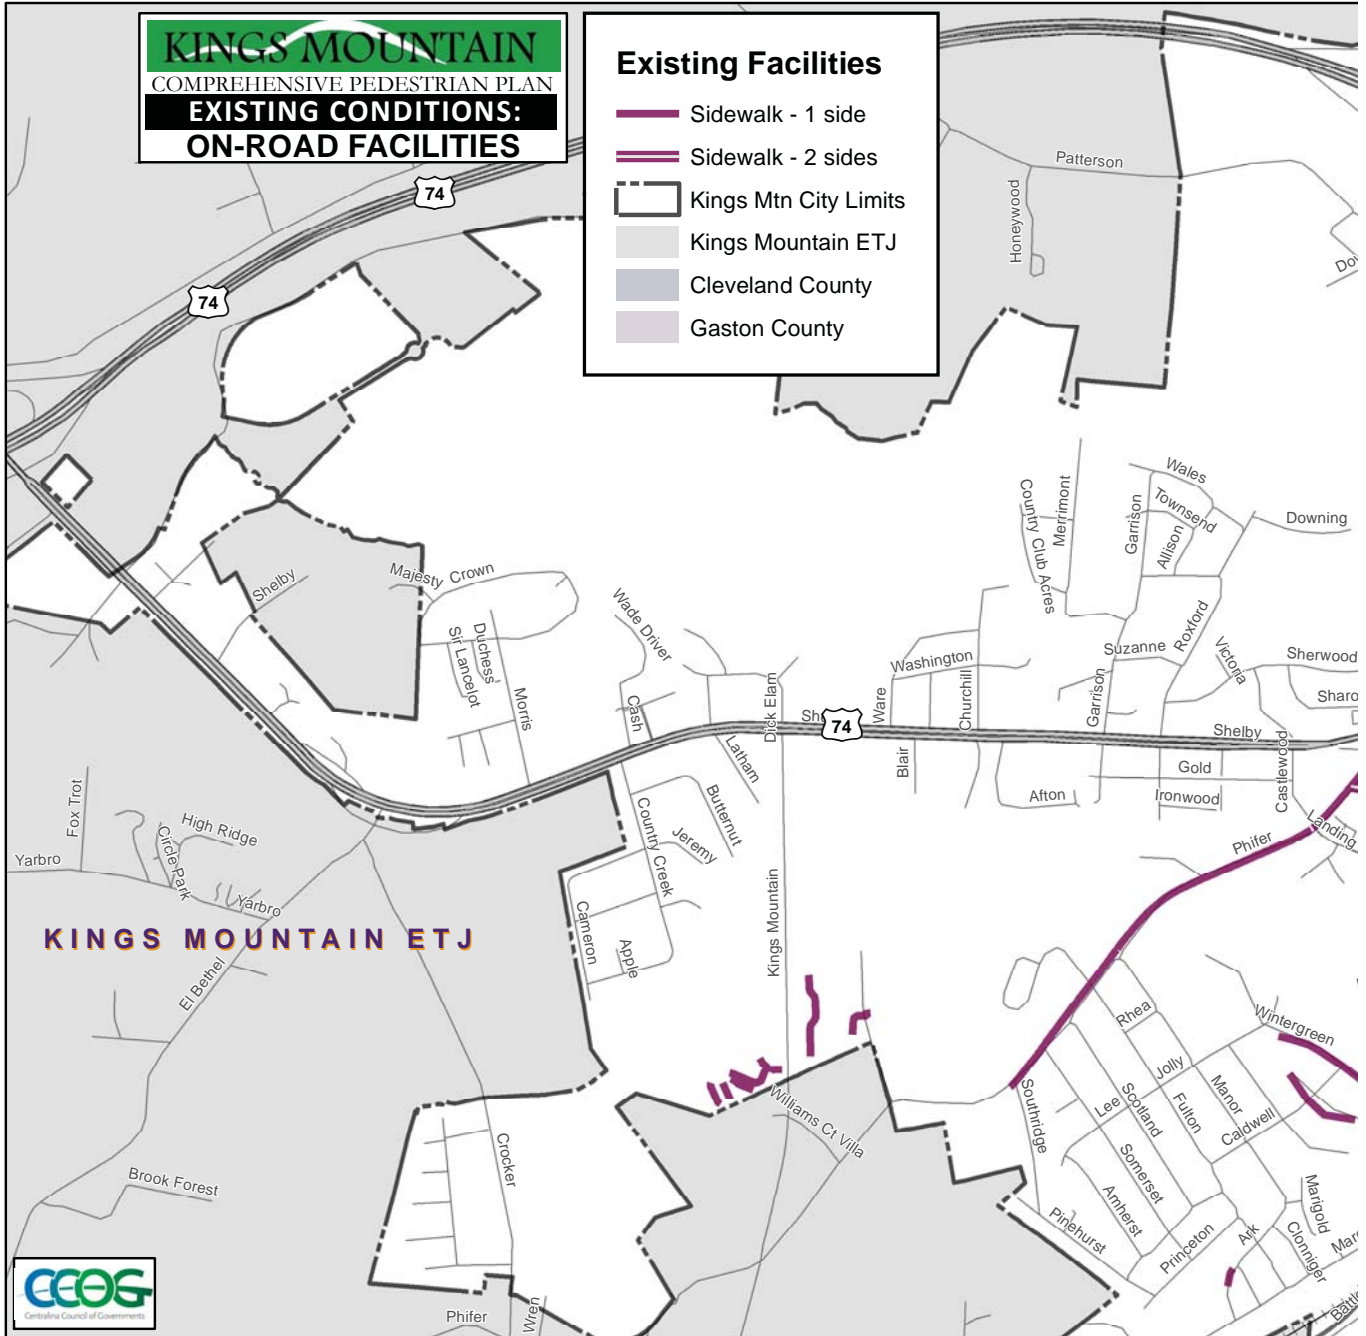 KINGS MOUNTAIN
COMPREHENSIVE PEDESTRIAN PLAN
EXISTING CONDITIONS:
ON-ROAD FACILITIES
Existing Facilities
Sidewalk - 1 side
Sidewalk - 2 sides
Kings Mtn City Limits
Kings Mountain ETJ
Cleveland County
Gaston County
74
74
Patterson
Honeywood
Wales
Townsend
Downing
Country Club Acres
Merrimont
Garrison
Allison
Shelby
Majesty Crown
Wade Driver
Sir Lancelot
Duchess
Morris
Cash
Dick Elam
Washington
Ware
Churchill
Suzanne
Roxford
Victoria
Sherwood
Garrison
74
Shelby
Latham
Blair
Gold
Castlewood
Afton
Ironwood
Landing
Phifer
Fox Trot
High Ridge
Circle Park
Yarbro
Yarbro
Butternut
Jeremy
Country Creek
Cameron
Apple
Kings Mountain
KINGS MOUNTAIN ETJ
El Bethel
Wintergreen
Rhea
Jolly
Lee
Scotland
Fulton
Manor
Caldwell
Southridge
Williams Ct Villa
Crocker
Brook Forest
Somerset
Amherst
Pinehurst
Princeton
Ark
Marigold
Clonniger
Phifer
Wren
CCOG
Centralina Council of Governments